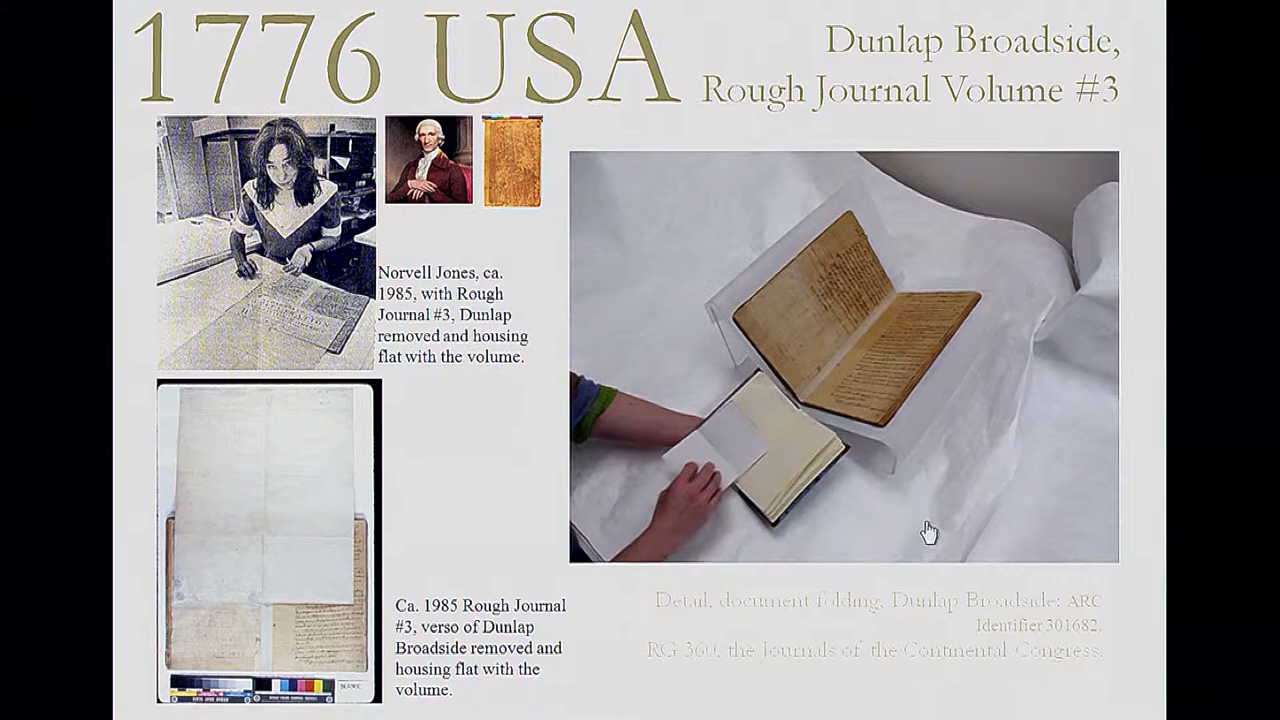 1776 USA
Dunlap Broadside,
Rough Journal Volume #3
Norvell Jones, ca.
1985, with Rough
Journal #3, Dunlap
removed and housing
flat with the volume.
Ca. 1985 Rough Journal
#3, verso of Dunlap
Broadside removed and
housing flat with the
volume.
Detail, document folding, Dunlap Broadside: ARC
Identifier 301682.
RG 360, the Journals of the Continental Congress.